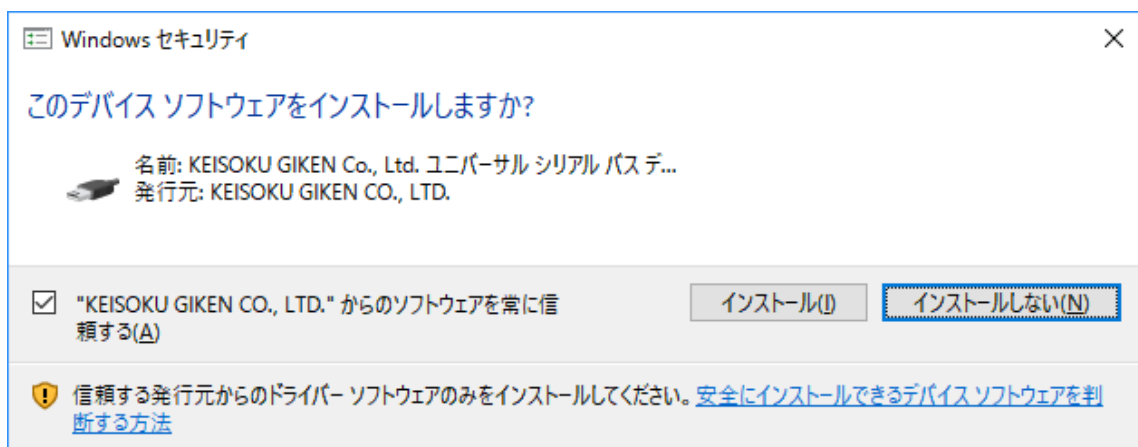 Windows セキュリティ
このデバイス ソフトウェアをインストールしますか?
名前: KEISOKU GIKEN Co., Ltd. ユニバーサル シリアル バス デ...
発行元: KEISOKU GIKEN CO., LTD.
"KEISOKU GIKEN CO., LTD." からのソフトウェアを常に信
頼する(A)
インストール(I)
インストールしない(N)
信頼する発行元からのドライバー ソフトウェアのみをインストールしてください。安全にインストールできるデバイス ソフトウェアを判
断する方法